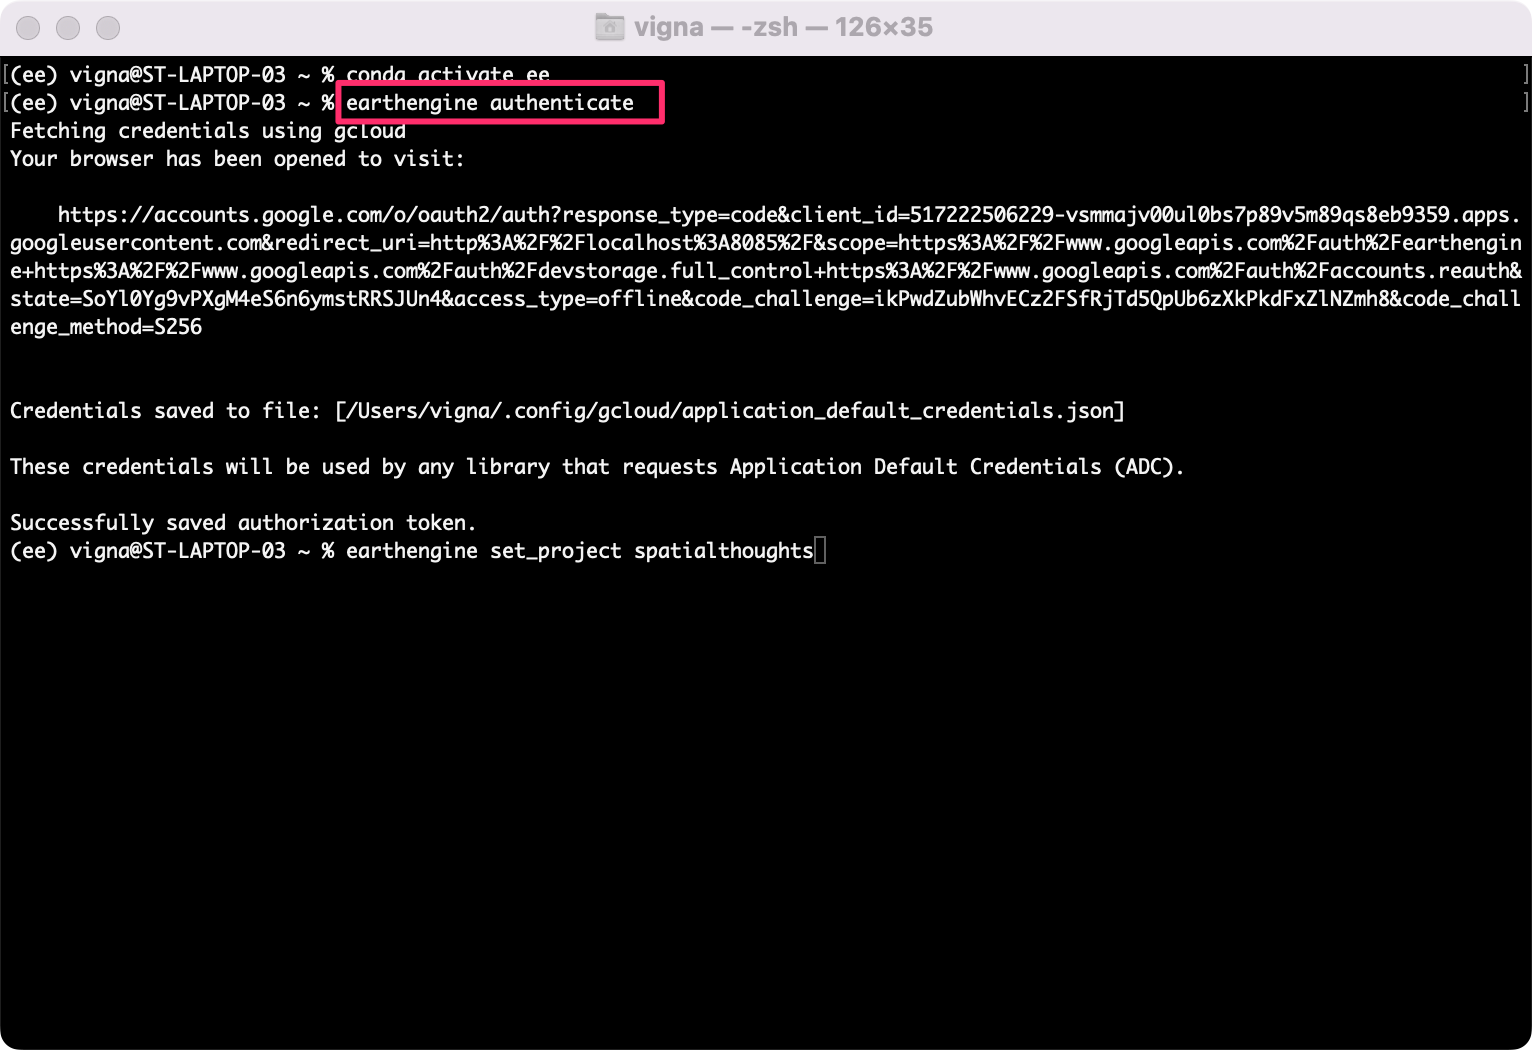 vigna — -zsh — 126×35
[(ee) vigna@ST-LAPTOP-03 ~ % conda activate ee ]
[(ee) vigna@ST-LAPTOP-03 ~ % earthengine authenticate ]
Fetching credentials using gcloud
Your browser has been opened to visit:
https://accounts.google.com/o/oauth2/auth?response_type=code&client_id=517222506229-vsmmajv00ul0bs7p89v5m89qs8eb9359.apps.
googleusercontent.com&redirect_uri=http%3A%2F%2Flocalhost%3A8085%2F&scope=https%3A%2F%2Fwww.googleapis.com%2Fauth%2Fearthengin
e+https%3A%2F%2Fwww.googleapis.com%2Fauth%2Fdevstorage.full_control+https%3A%2F%2Fwww.googleapis.com%2Fauth%2Faccounts.reauth&
state=SoYl0Yg9vPXgM4eS6n6ymstRRSJUn4&access_type=offline&code_challenge=ikPwdZubWhvECz2FSfRjTd5QpUb6zXkPkdFxZlNZmh8&code_chall
enge_method=S256
Credentials saved to file: [/Users/vigna/.config/gcloud/application_default_credentials.json]
These credentials will be used by any library that requests Application Default Credentials (ADC).
Successfully saved authorization token.
(ee) vigna@ST-LAPTOP-03 ~ % earthengine set_project spatialthoughts